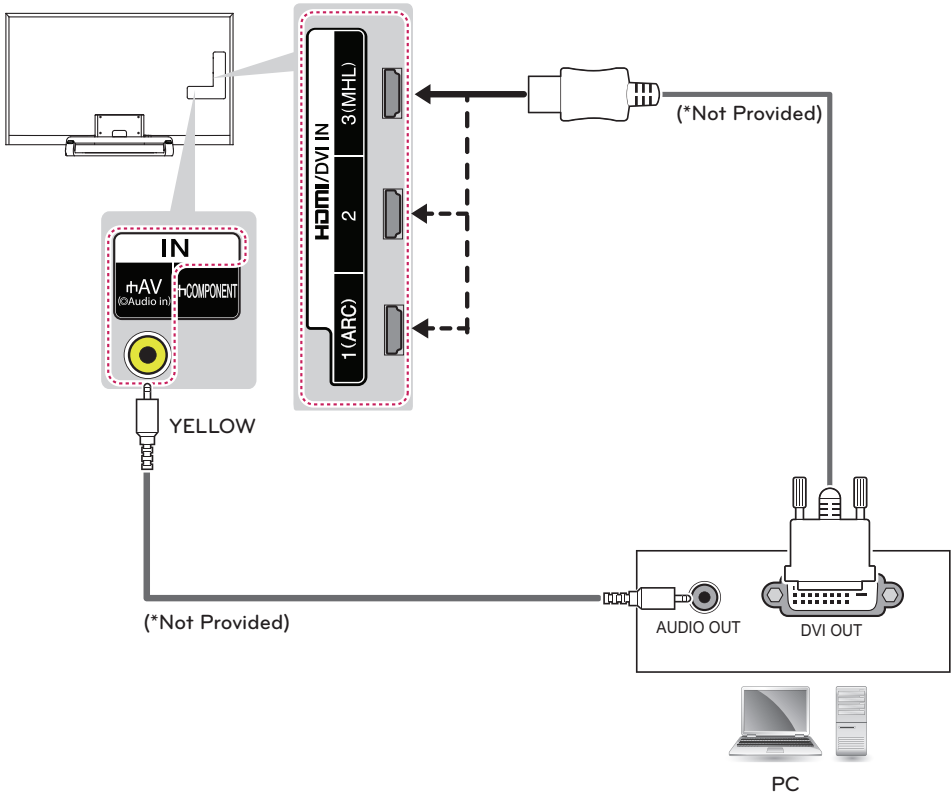 HDMI/DVI IN
3(MHL)
2
1(ARC)
(*Not Provided)
IN
AV
(Audio in)
COMPONENT
YELLOW
(*Not Provided)
AUDIO OUT
DVI OUT
PC